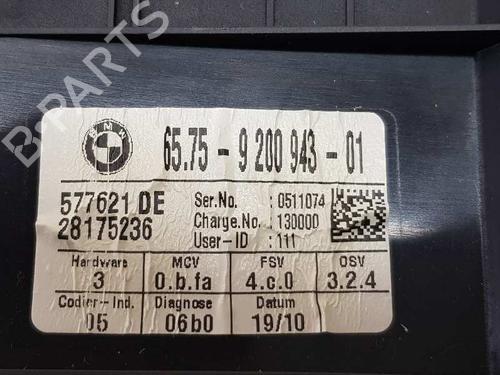 B-PARTS
BMW
65.75 - 9 200 943 - 01
577621 DE
28175236
Ser.No. : 0511074
Charge.No. : 130000
User-ID : 111
Hardware MCV FSV OSV
3 0.b.fa 4.c.0 3.2.4
Codier-Ind. Diagnose Datum
05 06b0 19/10